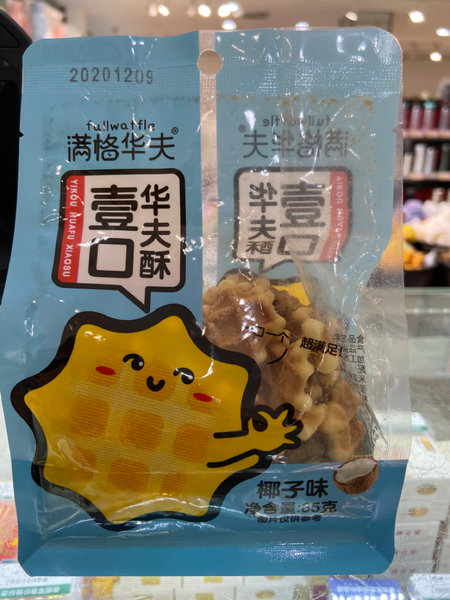 20201209
fullwaffle
满格华夫®
壹口
华夫酥
YIKOU HUAFU XIAOSU
一口一个
超满足
椰子味
净含量:65克
图片仅供参考